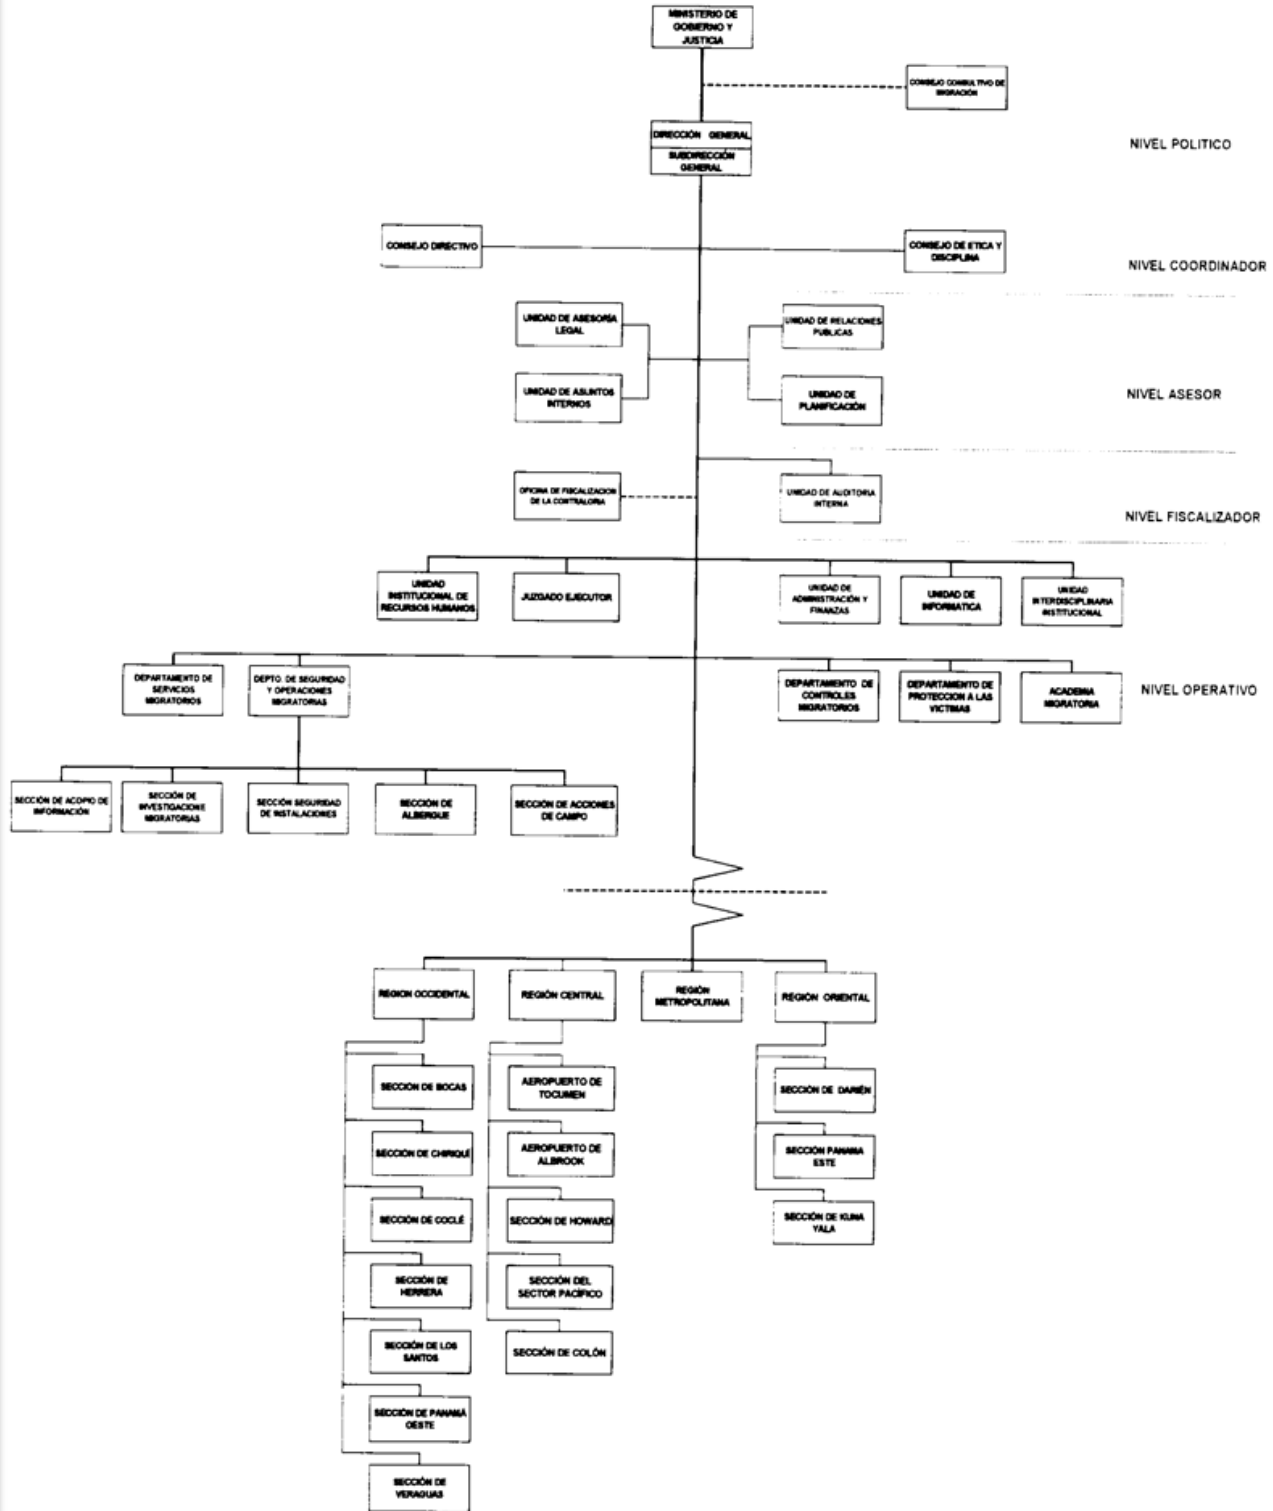 MINISTERIO DE
GOBIERNO Y
JUSTICIA
CONSEJO CONSULTIVO DE
MIGRACIÓN
DIRECCIÓN GENERAL
SUBDIRECCIÓN
GENERAL
NIVEL POLITICO
CONSEJO DIRECTIVO
CONSEJO DE ETICA Y
DISCIPLINA
NIVEL COORDINADOR
UNIDAD DE ASESORÍA
LEGAL
UNIDAD DE RELACIONES
PUBLICAS
UNIDAD DE ASUNTOS
INTERNOS
UNIDAD DE
PLANIFICACIÓN
NIVEL ASESOR
OFICINA DE FISCALIZACION
DE LA CONTRALORIA
UNIDAD DE AUDITORIA
INTERNA
NIVEL FISCALIZADOR
UNIDAD
INSTITUCIONAL DE
RECURSOS HUMANOS
JUZGADO EJECUTOR
UNIDAD DE
ADMINISTRACIÓN Y
FINANZAS
UNIDAD DE
INFORMATICA
UNIDAD
INTERDISCIPLINARIA
INSTITUCIONAL
DEPARTAMENTO DE
SERVICIOS
MIGRATORIOS
DEPTO. DE SEGURIDAD
Y OPERACIONES
MIGRATORIAS
DEPARTAMENTO DE
CONTROLES
MIGRATORIOS
DEPARTAMENTO DE
PROTECCION A LAS
VICTIMAS
ACADEMIA
MIGRATORIA
NIVEL OPERATIVO
SECCIÓN DE ACOPIO DE
INFORMACIÓN
SECCIÓN DE
INVESTIGACIONE
MIGRATORIAS
SECCIÓN SEGURIDAD
DE INSTALACIONES
SECCIÓN DE
ALBERGUE
SECCIÓN DE ACCIONES
DE CAMPO
REGION OCCIDENTAL
REGIÓN CENTRAL
REGIÓN
METROPOLITANA
REGIÓN ORIENTAL
SECCIÓN DE BOCAS
SECCIÓN DE CHIRIQUÍ
SECCIÓN DE COCLÉ
SECCIÓN DE
HERRERA
SECCIÓN DE LOS
SANTOS
SECCIÓN DE PANAMÁ
OESTE
SECCIÓN DE
VERAGUAS
AEROPUERTO DE
TOCUMEN
AEROPUERTO DE
ALBROOK
SECCIÓN DE HOWARD
SECCIÓN DEL
SECTOR PACÍFICO
SECCIÓN DE COLÓN
SECCIÓN DE DARIÉN
SECCIÓN PANAMA
ESTE
SECCIÓN DE KUNA
YALA